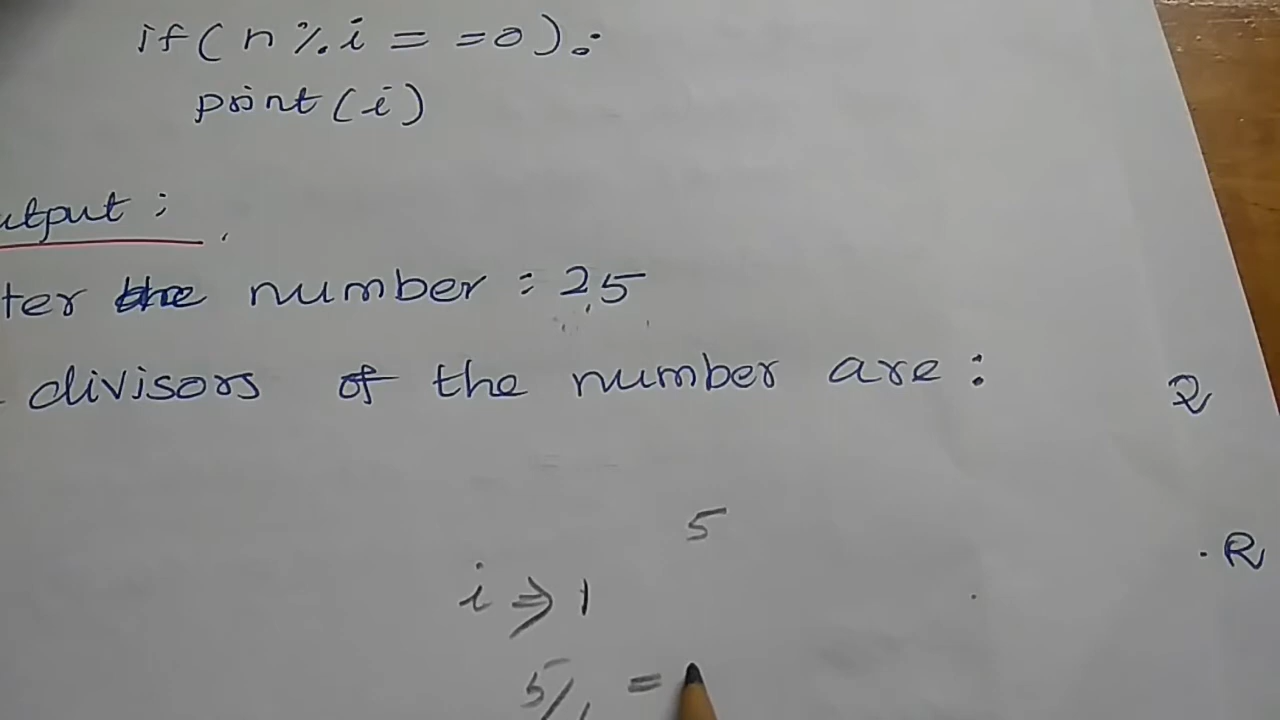 if(n%i==0):
print(i)
utput:
ter the number: 25
divisors of the number are:
2
5
R
i ⇒ 1
5/1 =